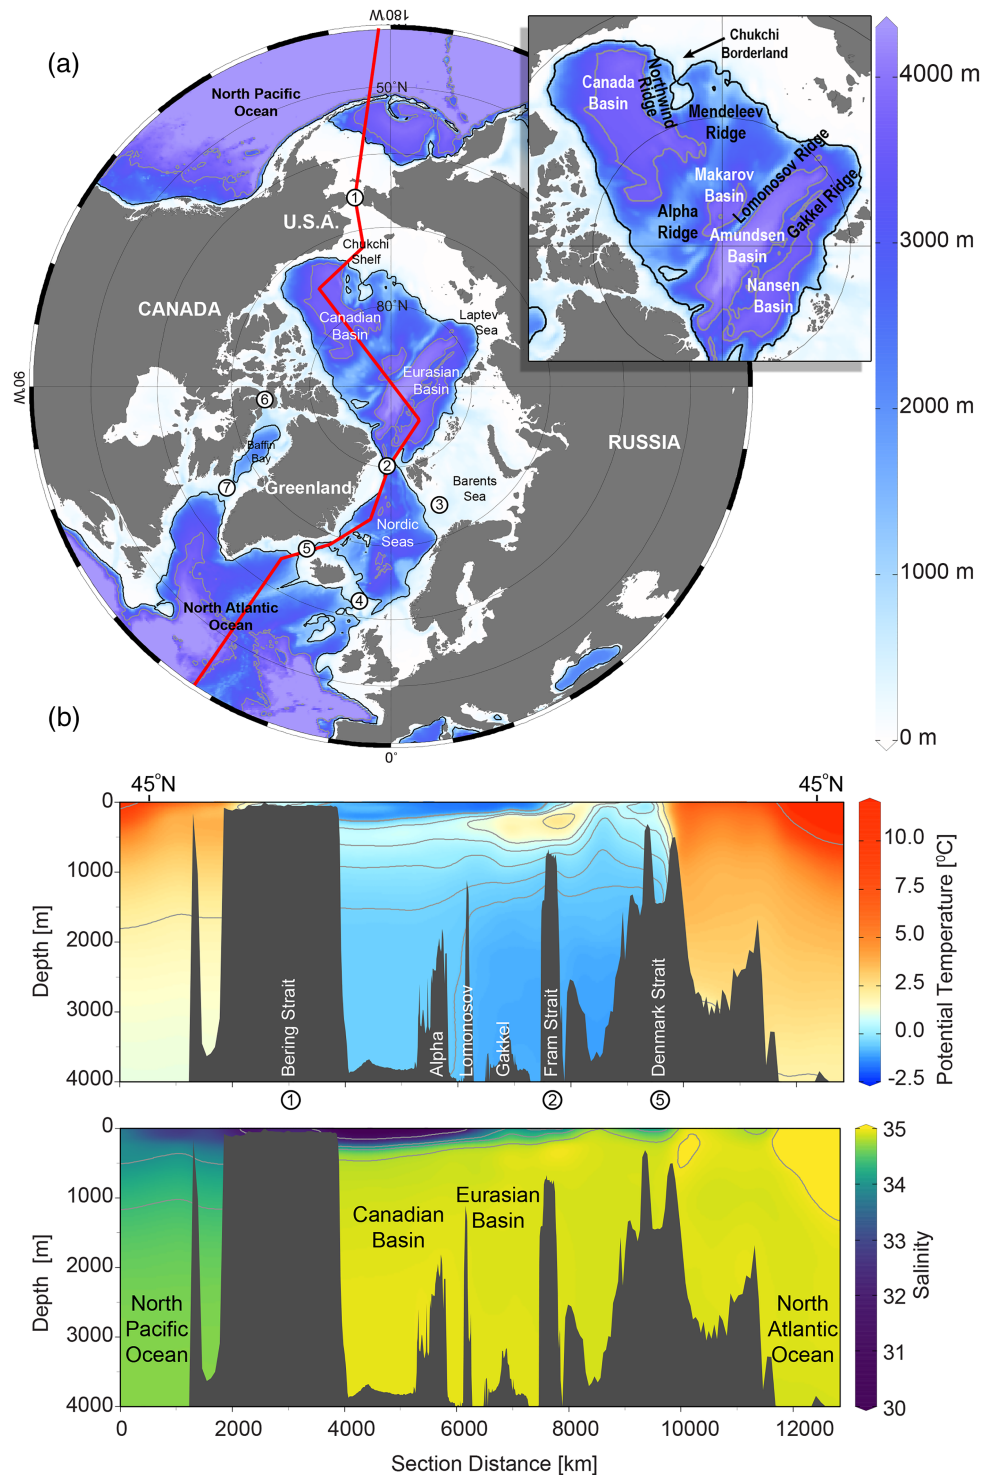 (a)
180°W
50°N
North Pacific
Ocean
1
U.S.A.
Chukchi
Shelf
CANADA
80°N
Canadian
Basin
Laptev
Sea
Eurasian
Basin
90°W
6
RUSSIA
Baffin
Bay
2
Barents
Sea
Greenland
7
3
Nordic
Seas
5
4
North Atlantic
Ocean
0°
Chukchi
Borderland
Canada
Basin
Northwind
Ridge
Mendeleev
Ridge
Makarov
Basin
Lomonosov Ridge
Gakkel Ridge
Alpha
Ridge
Amundsen
Basin
Nansen
Basin
4000 m
3000 m
2000 m
1000 m
0 m
(b)
45°N
45°N
0
1000
2000
3000
4000
Depth [m]
Bering Strait
Alpha
Lomonosov
Gakkel
Fram Strait
Denmark Strait
1
2
5
10.0
7.5
5.0
2.5
0.0
-2.5
Potential Temperature [⁰C]
0
1000
2000
3000
4000
Depth [m]
Canadian
Basin
Eurasian
Basin
North
Pacific
Ocean
North
Atlantic
Ocean
35
34
33
32
31
30
Salinity
0
2000
4000
6000
8000
10000
12000
Section Distance [km]